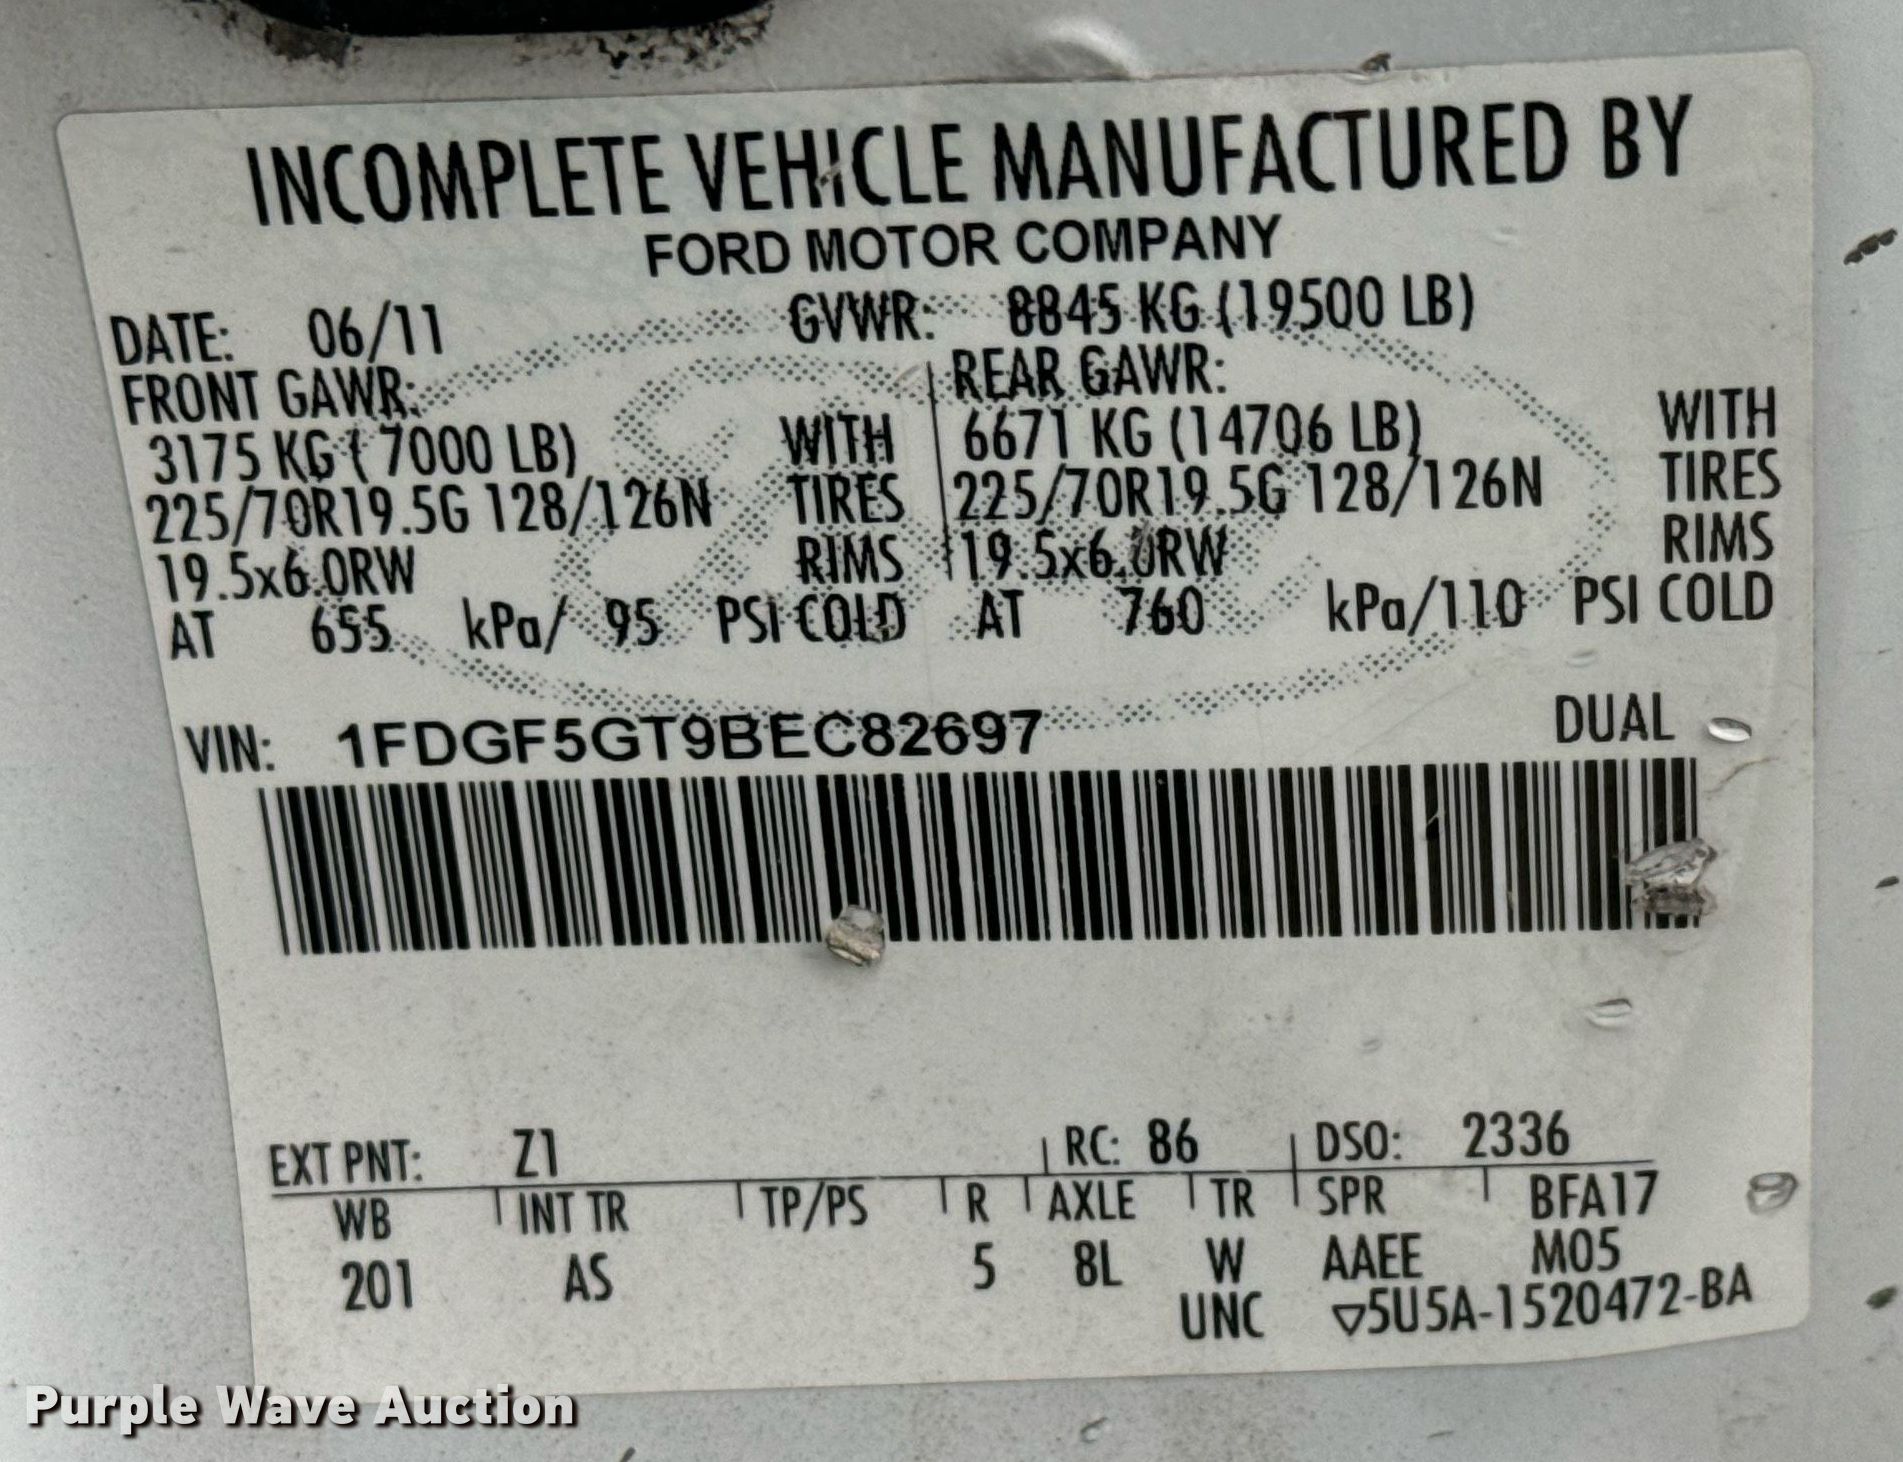 INCOMPLETE VEHICLE MANUFACTURED BY
FORD MOTOR COMPANY
DATE: 06/11 GVWR: 8845 KG (19500 LB)
FRONT GAWR: REAR GAWR:
3175 KG ( 7000 LB) WITH 6671 KG (14706 LB) WITH
225/70R19.5G 128/126N TIRES 225/70R19.5G 128/126N TIRES
19.5x6.0RW RIMS 19.5x6.0RW RIMS
AT 655 kPa/ 95 PSI COLD AT 760 kPa/110 PSI COLD
VIN: 1FDGF5GT9BEC82697 DUAL
EXT PNT: Z1 RC: 86 DSO: 2336
WB INT TR TP/PS R AXLE TR SPR BFA17
201 AS 5 8L W AAEE M05
UNC ▽5U5A-1520472-BA
Purple Wave Auction